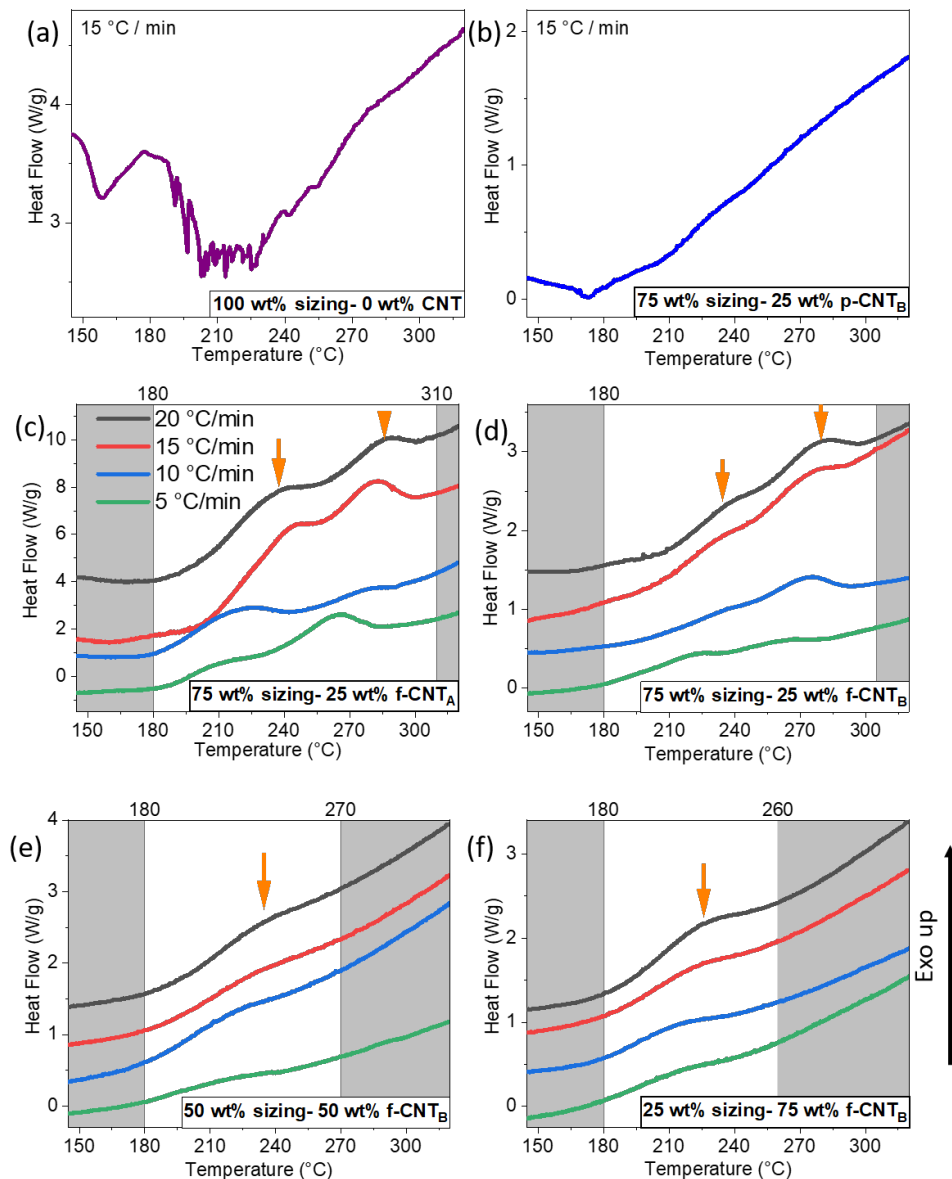 (a)
15 °C / min
4
3
Heat Flow (W/g)
100 wt% sizing- 0 wt% CNT
150 180 210 240 270 300
Temperature (°C)
(b)
15 °C / min
2
1
0
Heat Flow (W/g)
75 wt% sizing- 25 wt% p-CNT_B
150 180 210 240 270 300
Temperature (°C)
180 310
(c)
20 °C/min
15 °C/min
10 °C/min
5 °C/min
10
8
6
4
2
0
Heat Flow (W/g)
75 wt% sizing- 25 wt% f-CNT_A
150 180 210 240 270 300
Temperature (°C)
180
(d)
3
2
1
0
Heat Flow (W/g)
75 wt% sizing- 25 wt% f-CNT_B
150 180 210 240 270 300
Temperature (°C)
180 270
(e)
4
3
2
1
0
Heat Flow (W/g)
50 wt% sizing- 50 wt% f-CNT_B
150 180 210 240 270 300
Temperature (°C)
180 260
(f)
3
2
1
0
Heat Flow (W/g)
25 wt% sizing- 75 wt% f-CNT_B
150 180 210 240 270 300
Temperature (°C)
Exo up